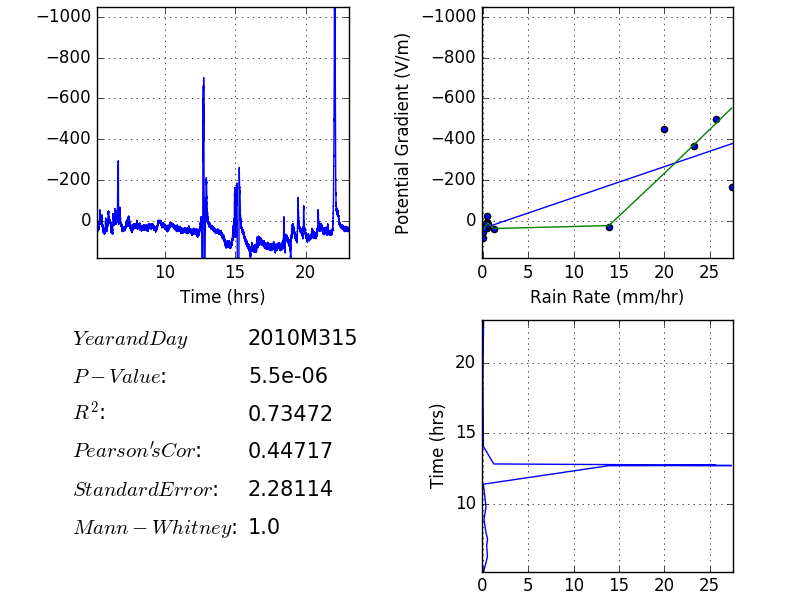 −1000
−800
−600
−400
−200
0
10 15 20
Time (hrs)
Potential Gradient (V/m)
−1000
−800
−600
−400
−200
0
0 5 10 15 20 25
Rain Rate (mm/hr)
YearandDay 2010M315
P−Value: 5.5e-06
R²: 0.73472
Pearson'sCor: 0.44717
StandardError: 2.28114
Mann−Whitney: 1.0
Time (hrs)
20
15
10
0 5 10 15 20 25